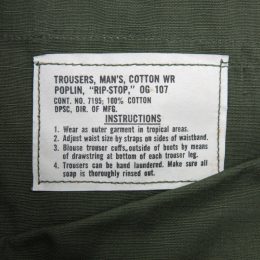 TROUSERS, MAN'S, COTTON WR
POPLIN, "RIP-STOP," OG 107
CONT. NO. 7195; 100% COTTON
DPSC, DIR. OF MFG.
INSTRUCTIONS
1. Wear as outer garment in tropical areas.
2. Adjust waist size by straps on sides of waistband.
3. Blouse trouser cuffs, outside of boots by means
of drawstring at bottom of each trouser leg.
4. Trousers can be hand laundered. Make sure all
soap is thoroughly rinsed out.